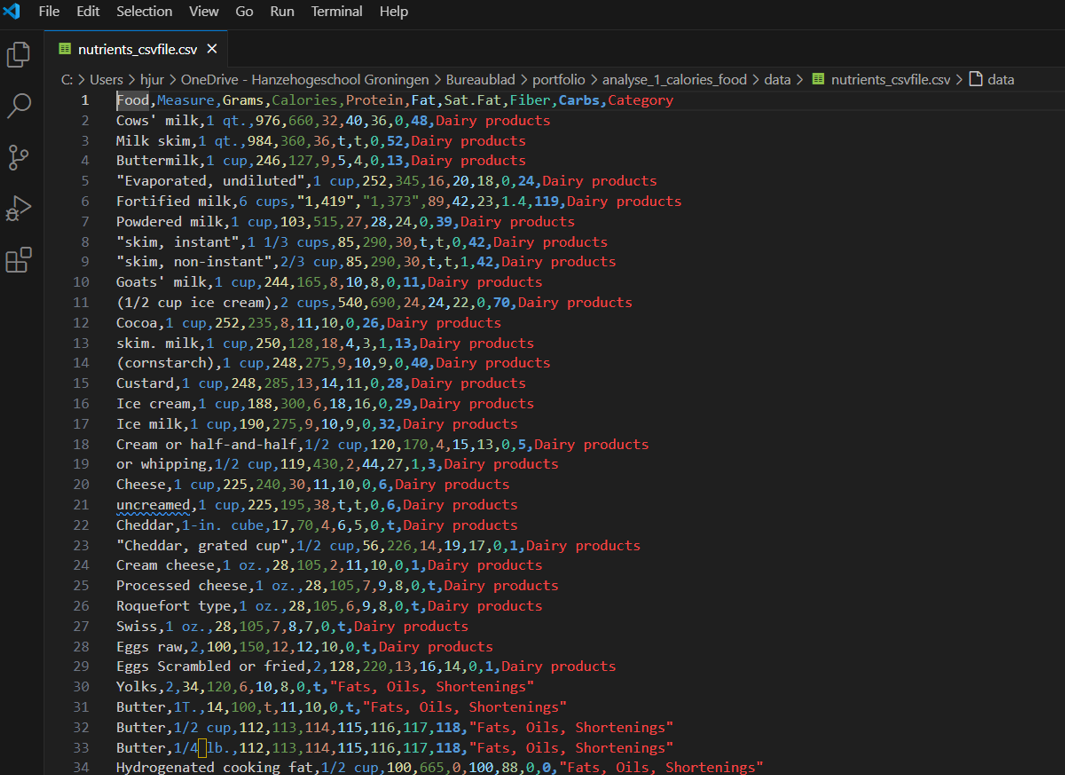 File Edit Selection View Go Run Terminal Help
nutrients_csvfile.csv
C: > Users > hjur > OneDrive - Hanzehogeschool Groningen > Bureaublad > portfolio > analyse_1_calories_food > data > nutrients_csvfile.csv > data
1 Food,Measure,Grams,Calories,Protein,Fat,Sat.Fat,Fiber,Carbs,Category
2 Cows' milk,1 qt.,976,660,32,40,36,0,48,Dairy products
3 Milk skim,1 qt.,984,360,36,t,t,0,52,Dairy products
4 Buttermilk,1 cup,246,127,9,5,4,0,13,Dairy products
5 "Evaporated, undiluted",1 cup,252,345,16,20,18,0,24,Dairy products
6 Fortified milk,6 cups,"1,419","1,373",89,42,23,1.4,119,Dairy products
7 Powdered milk,1 cup,103,515,27,28,24,0,39,Dairy products
8 "skim, instant",1 1/3 cups,85,290,30,t,t,0,42,Dairy products
9 "skim, non-instant",2/3 cup,85,290,30,t,t,1,42,Dairy products
10 Goats' milk,1 cup,244,165,8,10,8,0,11,Dairy products
11 (1/2 cup ice cream),2 cups,540,690,24,24,22,0,70,Dairy products
12 Cocoa,1 cup,252,235,8,11,10,0,26,Dairy products
13 skim. milk,1 cup,250,128,18,4,3,1,13,Dairy products
14 (cornstarch),1 cup,248,275,9,10,9,0,40,Dairy products
15 Custard,1 cup,248,285,13,14,11,0,28,Dairy products
16 Ice cream,1 cup,188,300,6,18,16,0,29,Dairy products
17 Ice milk,1 cup,190,275,9,10,9,0,32,Dairy products
18 Cream or half-and-half,1/2 cup,120,170,4,15,13,0,5,Dairy products
19 or whipping,1/2 cup,119,430,2,44,27,1,3,Dairy products
20 Cheese,1 cup,225,240,30,11,10,0,6,Dairy products
21 uncreamed,1 cup,225,195,38,t,t,0,6,Dairy products
22 Cheddar,1-in. cube,17,70,4,6,5,0,t,Dairy products
23 "Cheddar, grated cup",1/2 cup,56,226,14,19,17,0,1,Dairy products
24 Cream cheese,1 oz.,28,105,2,11,10,0,1,Dairy products
25 Processed cheese,1 oz.,28,105,7,9,8,0,t,Dairy products
26 Roquefort type,1 oz.,28,105,6,9,8,0,t,Dairy products
27 Swiss,1 oz.,28,105,7,8,7,0,t,Dairy products
28 Eggs raw,2,100,150,12,12,10,0,t,Dairy products
29 Eggs Scrambled or fried,2,128,220,13,16,14,0,1,Dairy products
30 Yolks,2,34,120,6,10,8,0,t,"Fats, Oils, Shortenings"
31 Butter,1T.,14,100,t,11,10,0,t,"Fats, Oils, Shortenings"
32 Butter,1/2 cup,112,113,114,115,116,117,118,"Fats, Oils, Shortenings"
33 Butter,1/4 lb.,112,113,114,115,116,117,118,"Fats, Oils, Shortenings"
34 Hydrogenated cooking fat,1/2 cup,100,665,0,100,88,0,0,"Fats, Oils, Shortenings"